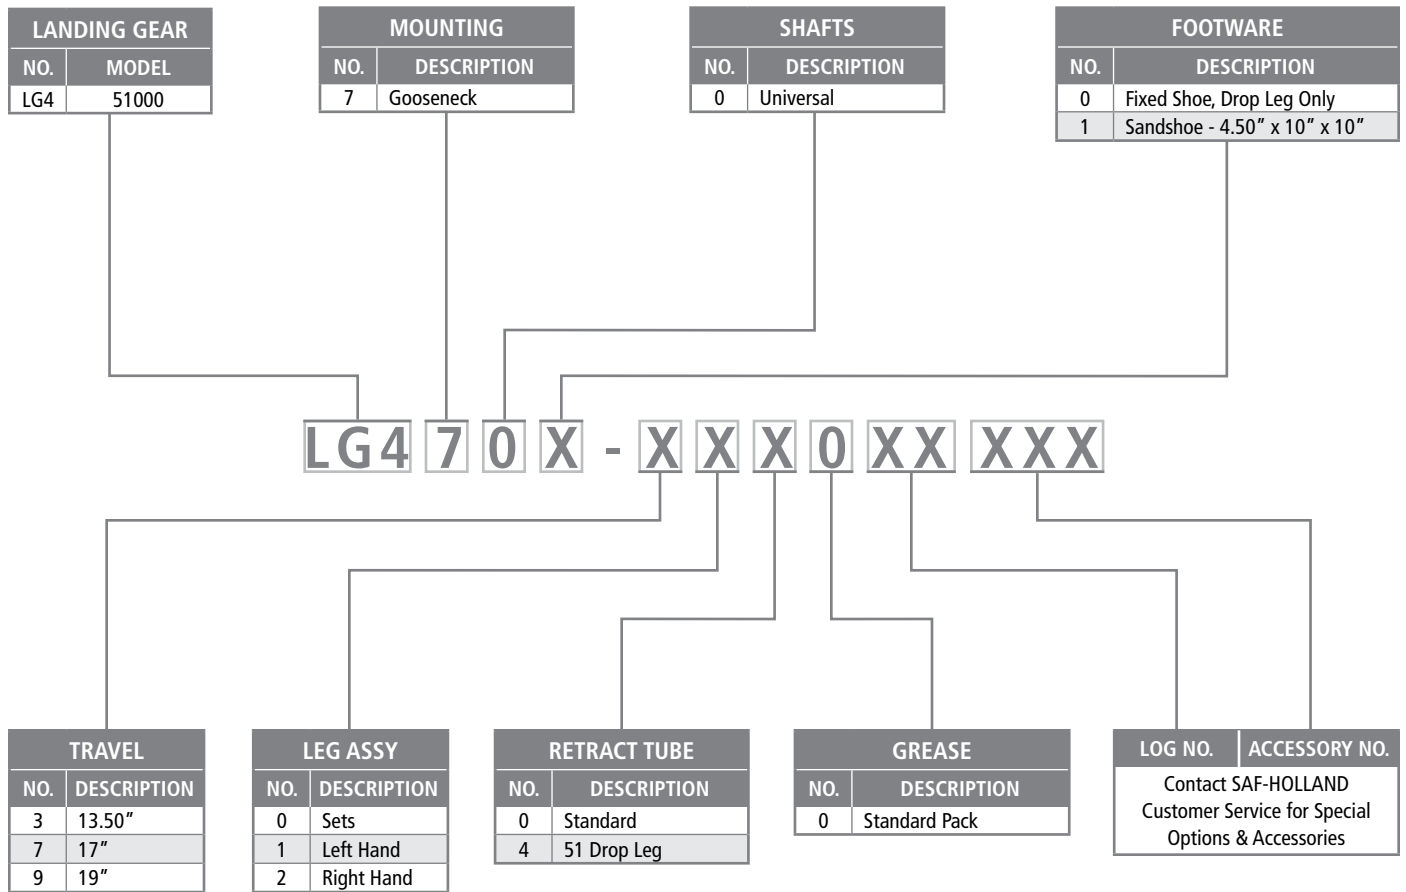 LANDING GEAR
NO. MODEL
LG4 51000
MOUNTING
NO. DESCRIPTION
7 Gooseneck
SHAFTS
NO. DESCRIPTION
0 Universal
FOOTWARE
NO. DESCRIPTION
0 Fixed Shoe, Drop Leg Only
1 Sandshoe - 4.50” x 10” x 10”
LG4 7 0 X - X X X 0 XX XXX
TRAVEL
NO. DESCRIPTION
3 13.50”
7 17”
9 19”
LEG ASSY
NO. DESCRIPTION
0 Sets
1 Left Hand
2 Right Hand
RETRACT TUBE
NO. DESCRIPTION
0 Standard
4 51 Drop Leg
GREASE
NO. DESCRIPTION
0 Standard Pack
LOG NO. ACCESSORY NO.
Contact SAF-HOLLAND
Customer Service for Special
Options & Accessories